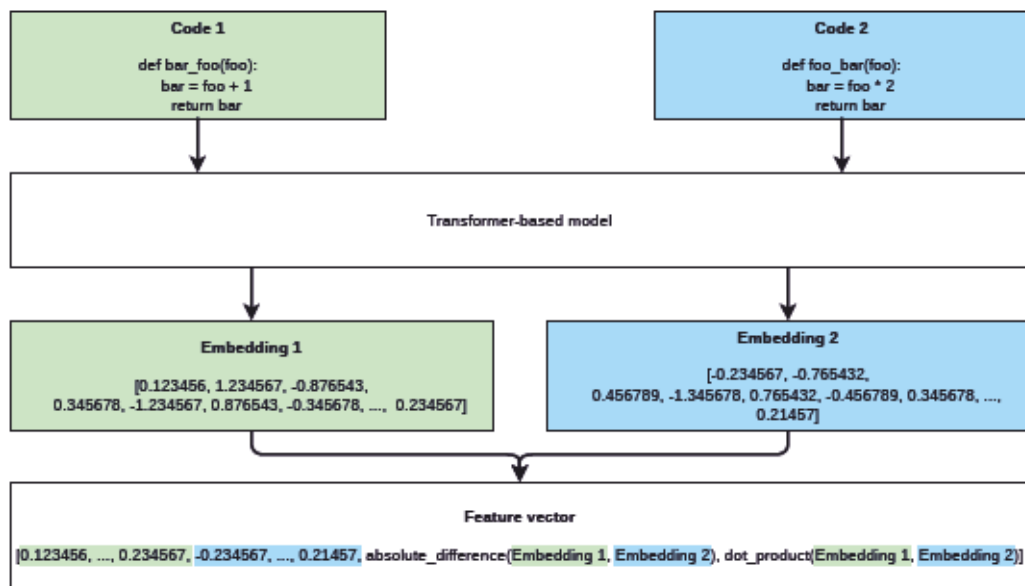 Code 1
def bar_foo(foo):
bar = foo + 1
return bar
Code 2
def foo_bar(foo):
bar = foo * 2
return bar
Transformer-based model
Embedding 1
[0.123456, 1.234567, -0.876543,
0.345678, -1.234567, 0.876543, -0.345678, ..., 0.234567]
Embedding 2
[-0.234567, -0.765432,
0.456789, -1.345678, 0.765432, -0.456789, 0.345678, ...,
0.21457]
Feature vector
[0.123456, ..., 0.234567, -0.234567, ..., 0.21457, absolute_difference(Embedding 1, Embedding 2), dot_product(Embedding 1, Embedding 2)]